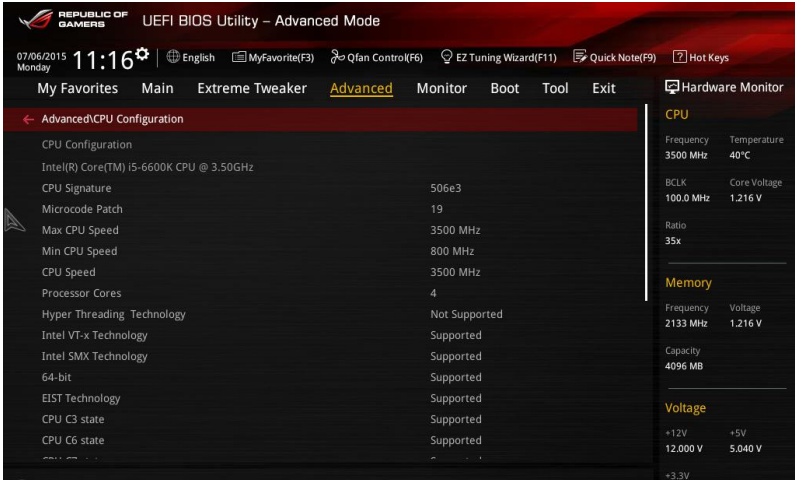 REPUBLIC OF
GAMERS
UEFI BIOS Utility – Advanced Mode
07/06/2015
Monday
11:16
English
MyFavorite(F3)
Qfan Control(F6)
EZ Tuning Wizard(F11)
Quick Note(F9)
? Hot Keys
My Favorites Main Extreme Tweaker Advanced Monitor Boot Tool Exit
Hardware Monitor
← Advanced\CPU Configuration
CPU Configuration
Intel(R) Core(TM) i5-6600K CPU @ 3.50GHz
CPU Signature 506e3
Microcode Patch 19
Max CPU Speed 3500 MHz
Min CPU Speed 800 MHz
CPU Speed 3500 MHz
Processor Cores 4
Hyper Threading Technology Not Supported
Intel VT-x Technology Supported
Intel SMX Technology Supported
64-bit Supported
EIST Technology Supported
CPU C3 state Supported
CPU C6 state Supported
CPU
Frequency Temperature
3500 MHz 40°C
BCLK Core Voltage
100.0 MHz 1.216 V
Ratio
35x
Memory
Frequency Voltage
2133 MHz 1.216 V
Capacity
4096 MB
Voltage
+12V +5V
12.000 V 5.040 V
+3.3V